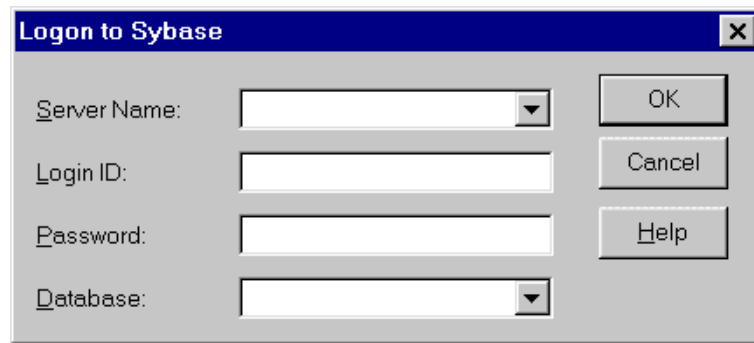 Logon to Sybase
Server Name:
OK
Login ID:
Cancel
Password:
Help
Database: